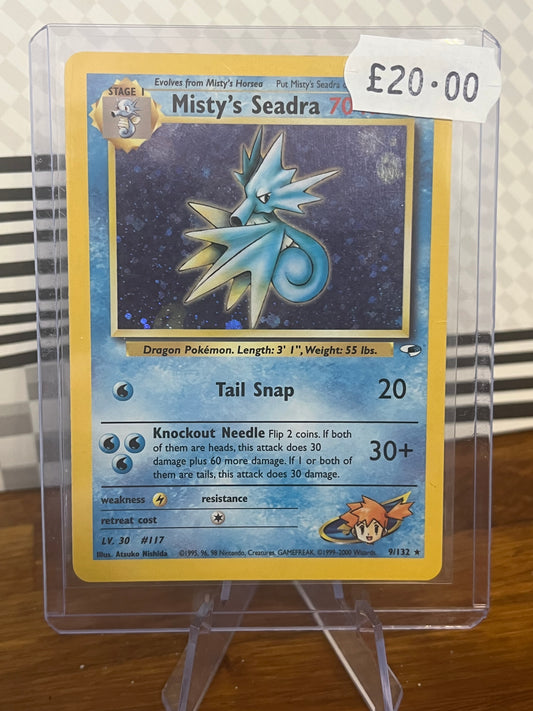 £20.00
Evolves from Misty's Horsea Put Misty's Seadra
STAGE 1
Misty's Seadra 70
Dragon Pokémon. Length: 3' 1", Weight: 55 lbs.
Tail Snap 20
Knockout Needle Flip 2 coins. If both
of them are heads, this attack does 30
damage plus 60 more damage. If 1 or both of
them are tails, this attack does 30 damage.
30+
weakness resistance
retreat cost
LV. 30 #117
Illus. Atsuko Nishida ©1995, 96, 98 Nintendo, Creatures, GAMEFREAK. ©1999-2000 Wizards. 9/132 ★